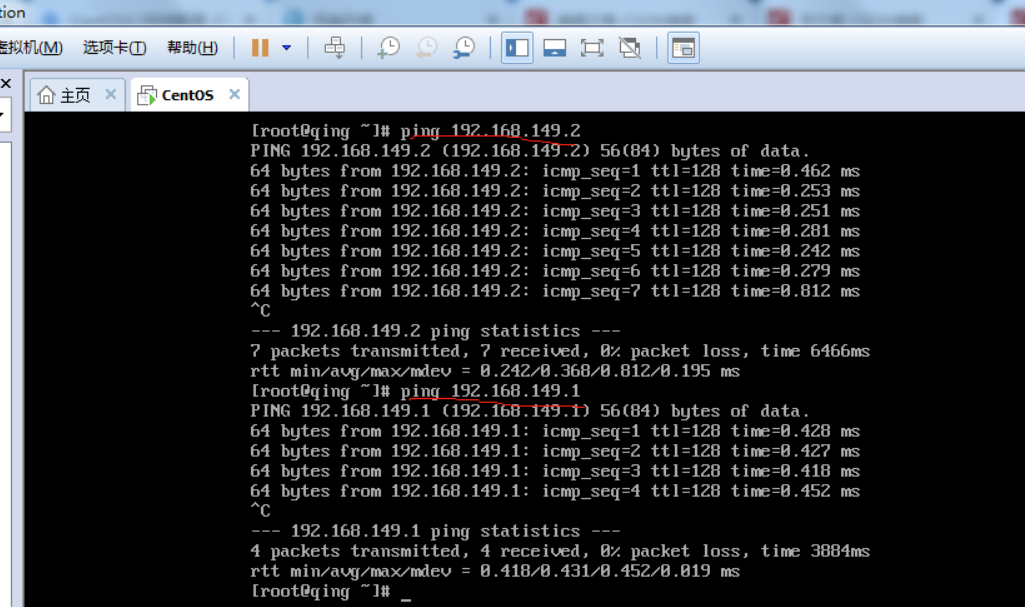 tion
虚拟机(M) 选项卡(T) 帮助(H)
主页 CentOS
[root@qing ~]# ping 192.168.149.2
PING 192.168.149.2 (192.168.149.2) 56(84) bytes of data.
64 bytes from 192.168.149.2: icmp_seq=1 ttl=128 time=0.462 ms
64 bytes from 192.168.149.2: icmp_seq=2 ttl=128 time=0.253 ms
64 bytes from 192.168.149.2: icmp_seq=3 ttl=128 time=0.251 ms
64 bytes from 192.168.149.2: icmp_seq=4 ttl=128 time=0.281 ms
64 bytes from 192.168.149.2: icmp_seq=5 ttl=128 time=0.242 ms
64 bytes from 192.168.149.2: icmp_seq=6 ttl=128 time=0.279 ms
64 bytes from 192.168.149.2: icmp_seq=7 ttl=128 time=0.812 ms
^C
--- 192.168.149.2 ping statistics ---
7 packets transmitted, 7 received, 0% packet loss, time 6466ms
rtt min/avg/max/mdev = 0.242/0.368/0.812/0.195 ms
[root@qing ~]# ping 192.168.149.1
PING 192.168.149.1 (192.168.149.1) 56(84) bytes of data.
64 bytes from 192.168.149.1: icmp_seq=1 ttl=128 time=0.428 ms
64 bytes from 192.168.149.1: icmp_seq=2 ttl=128 time=0.427 ms
64 bytes from 192.168.149.1: icmp_seq=3 ttl=128 time=0.418 ms
64 bytes from 192.168.149.1: icmp_seq=4 ttl=128 time=0.452 ms
^C
--- 192.168.149.1 ping statistics ---
4 packets transmitted, 4 received, 0% packet loss, time 3884ms
rtt min/avg/max/mdev = 0.418/0.431/0.452/0.019 ms
[root@qing ~]# _